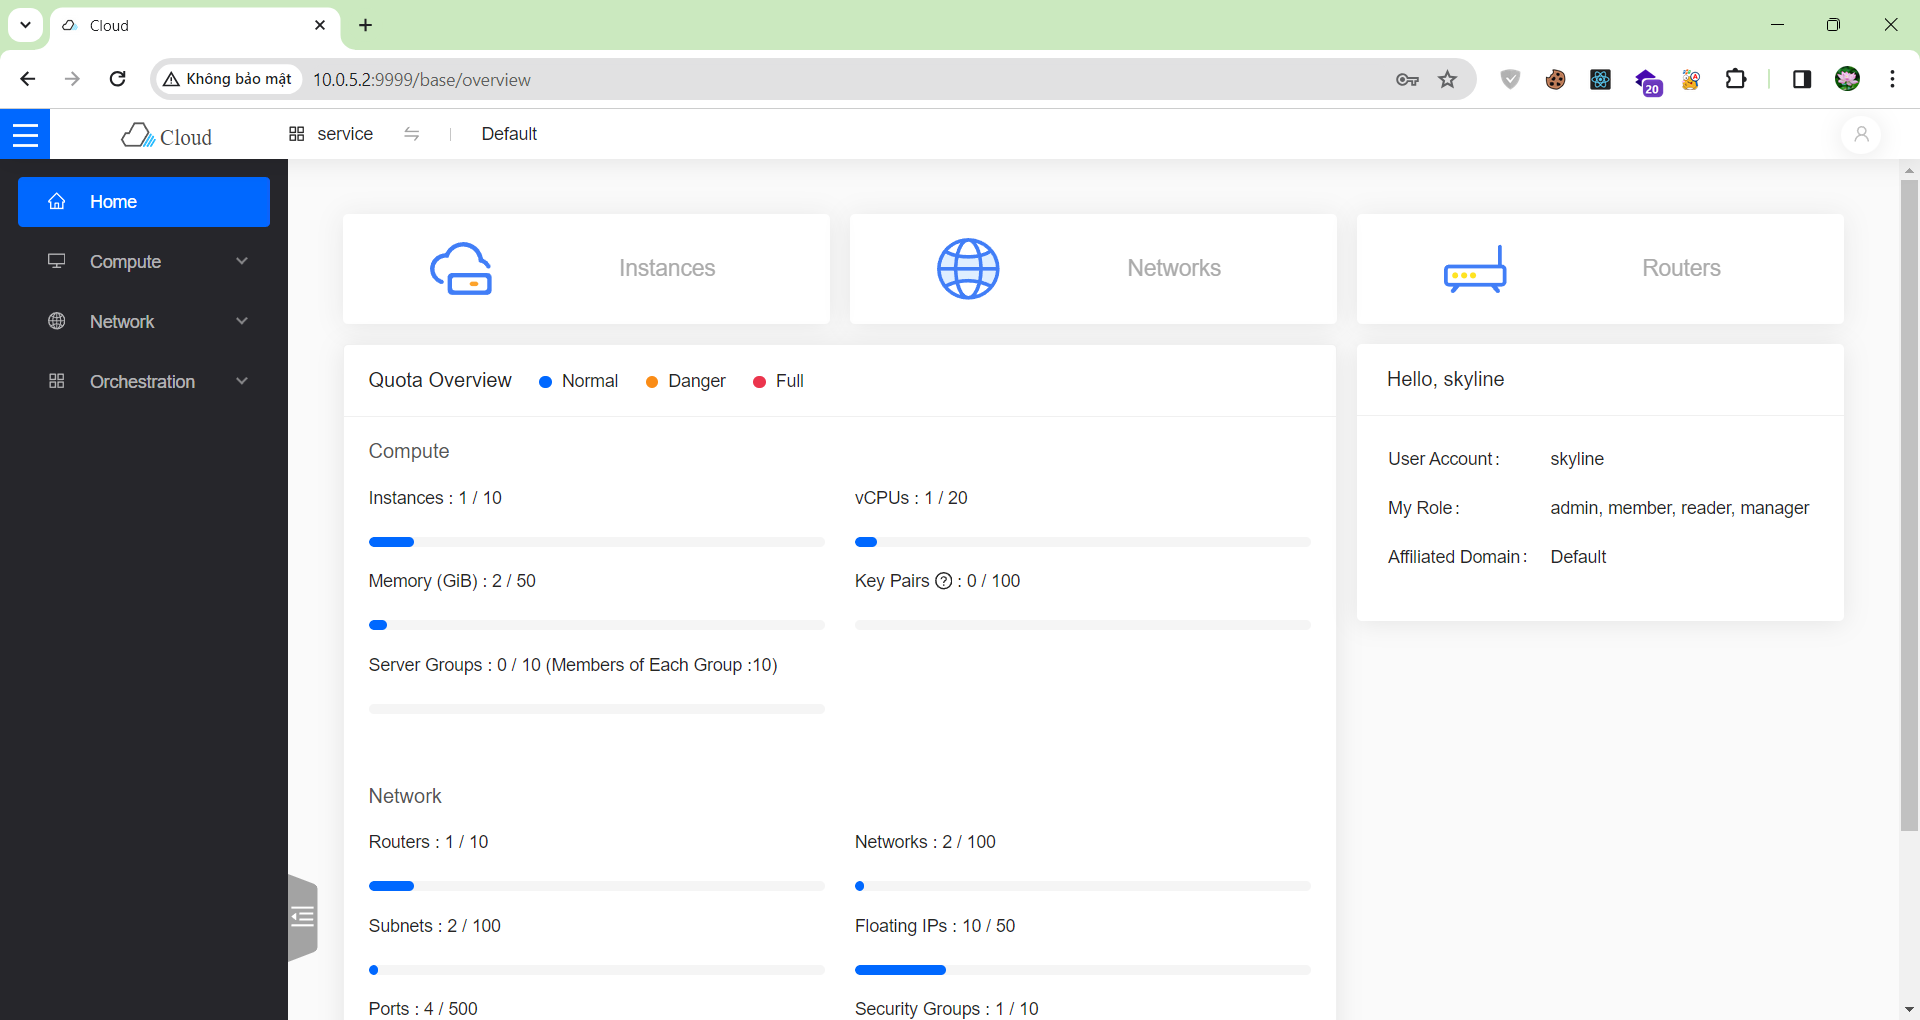 Cloud
Không bảo mật
10.0.5.2:9999/base/overview
20
Cloud
service
Default
Home
Compute
Network
Orchestration
Instances
Networks
Routers
Quota Overview
Normal
Danger
Full
Compute
Instances : 1 / 10
vCPUs : 1 / 20
Memory (GiB) : 2 / 50
Key Pairs ? : 0 / 100
Server Groups : 0 / 10 (Members of Each Group :10)
Network
Routers : 1 / 10
Networks : 2 / 100
Subnets : 2 / 100
Floating IPs : 10 / 50
Ports : 4 / 500
Security Groups : 1 / 10
Hello, skyline
User Account : skyline
My Role : admin, member, reader, manager
Affiliated Domain : Default